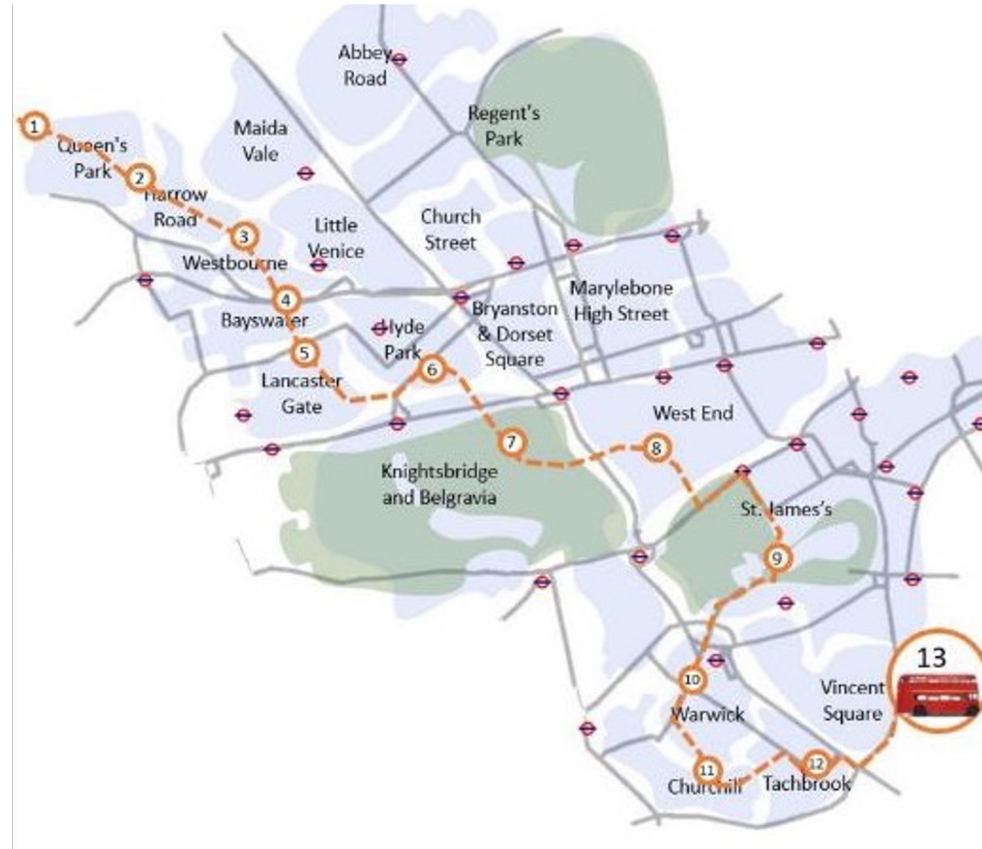 Abbey
Road
Regent's
Park
Maida
Vale
1
Queen's
Park
2
Harrow
Road
Church
Street
Little
Venice
3
Westbourne
4
Bayswater
Marylebone
High Street
Bryanston
& Dorset
Square
Hyde
Park
5
6
Lancaster
Gate
West End
7
8
Knightsbridge
and Belgravia
St. James's
9
13
10
Vincent
Square
Warwick
11
12
Churchill
Tachbrook